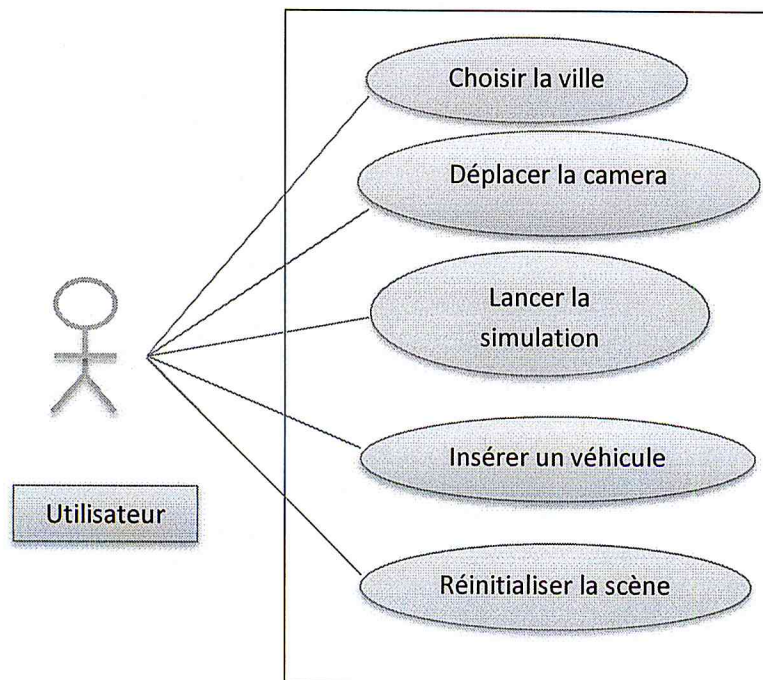 Choisir la ville
Déplacer la camera
Lancer la
simulation
Insérer un véhicule
Utilisateur
Réinitialiser la scène